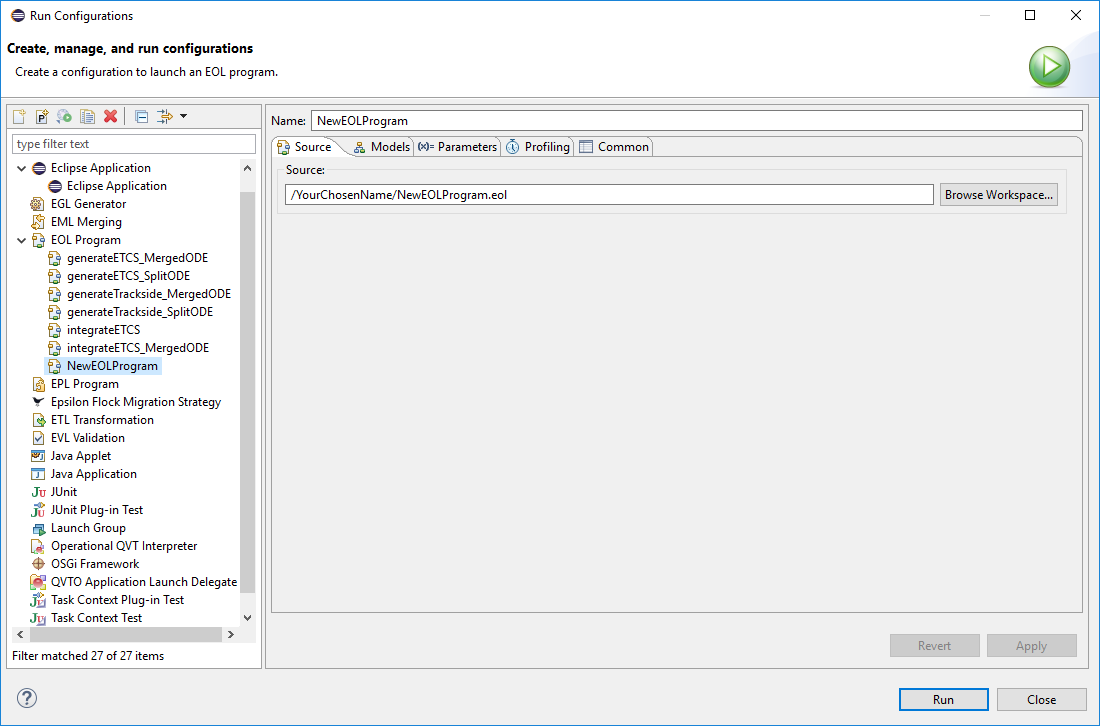 Run Configurations
Create, manage, and run configurations
Create a configuration to launch an EOL program.
type filter text
Eclipse Application
Eclipse Application
EGL Generator
EML Merging
EOL Program
generateETCS_MergedODE
generateETCS_SplitODE
generateTrackside_MergedODE
generateTrackside_SplitODE
integrateETCS
integrateETCS_MergedODE
NewEOLProgram
EPL Program
Epsilon Flock Migration Strategy
ETL Transformation
EVL Validation
Java Applet
Java Application
JUnit
JUnit Plug-in Test
Launch Group
Operational QVT Interpreter
OSGi Framework
QVTO Application Launch Delegate
Task Context Plug-in Test
Task Context Test
Filter matched 27 of 27 items
Name: NewEOLProgram
Source Models (x)= Parameters Profiling Common
Source:
/YourChosenName/NewEOLProgram.eol Browse Workspace...
Revert Apply
Run Close